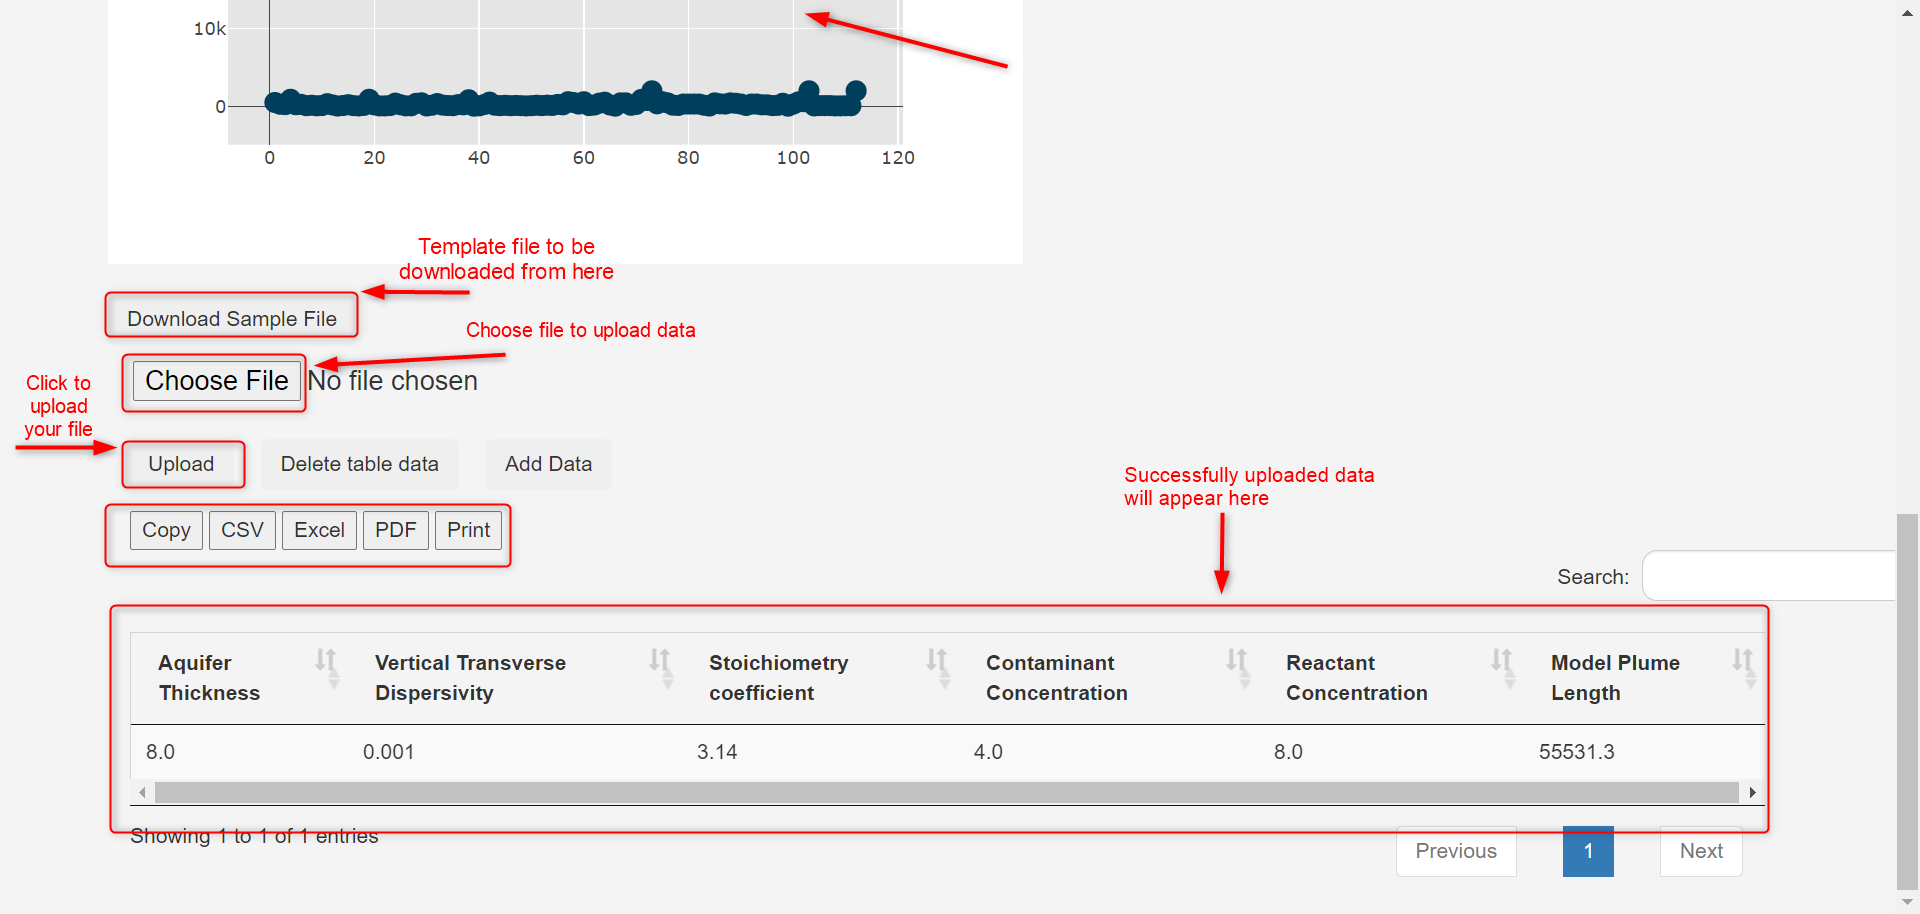 10k
0
0 20 40 60 80 100 120
Template file to be
downloaded from here
Download Sample File
Choose file to upload data
Choose File No file chosen
Click to
upload
your file
Upload Delete table data Add Data
Successfully uploaded data
will appear here
Copy CSV Excel PDF Print
Search:
Aquifer Thickness
Vertical Transverse Dispersivity
Stoichiometry coefficient
Contaminant Concentration
Reactant Concentration
Model Plume Length
8.0 0.001 3.14 4.0 8.0 55531.3
Showing 1 to 1 of 1 entries
Previous 1 Next